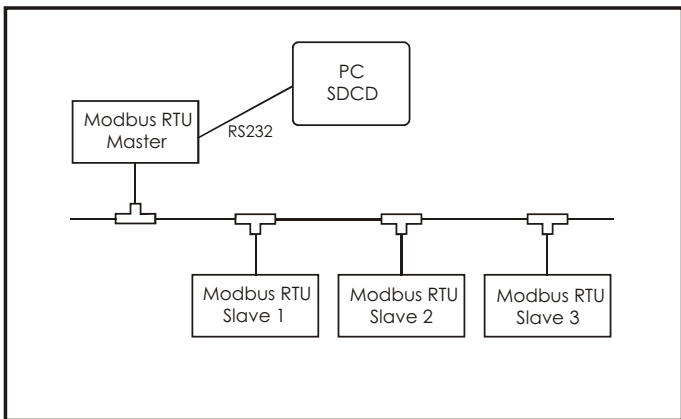 PC
SDCD
Modbus RTU
Master
RS232
Modbus RTU
Slave 1
Modbus RTU
Slave 2
Modbus RTU
Slave 3